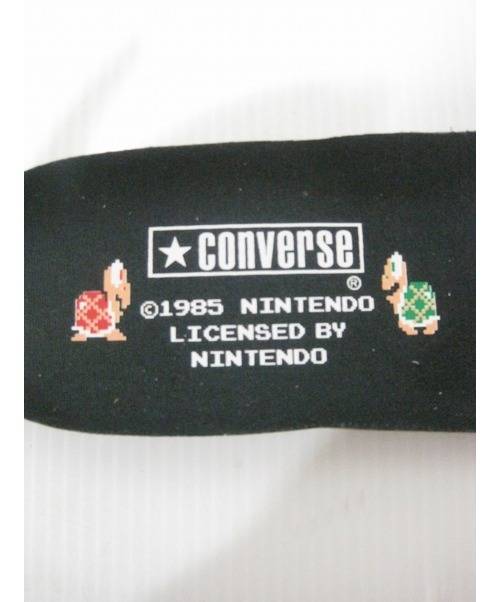 ★ converse ®
©1985 NINTENDO
LICENSED BY
NINTENDO